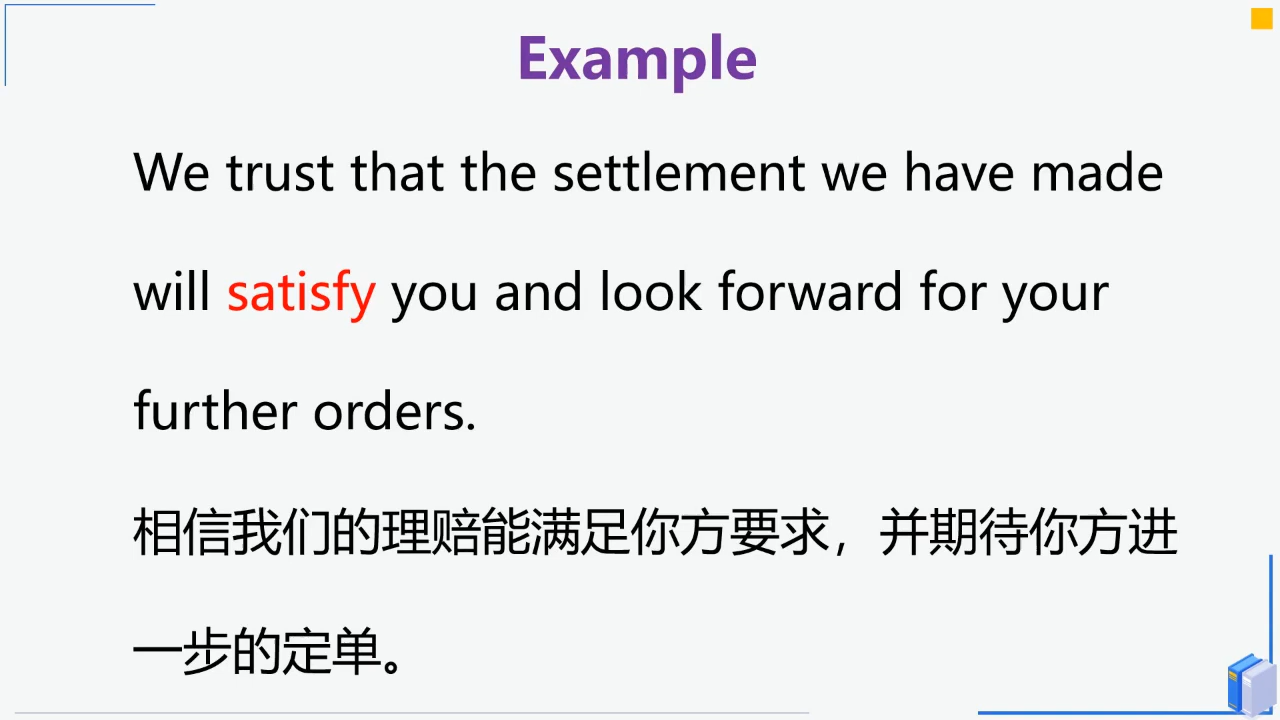 Example
We trust that the settlement we have made
will satisfy you and look forward for your
further orders.
相信我们的理赔能满足你方要求，并期待你方进
一步的定单。